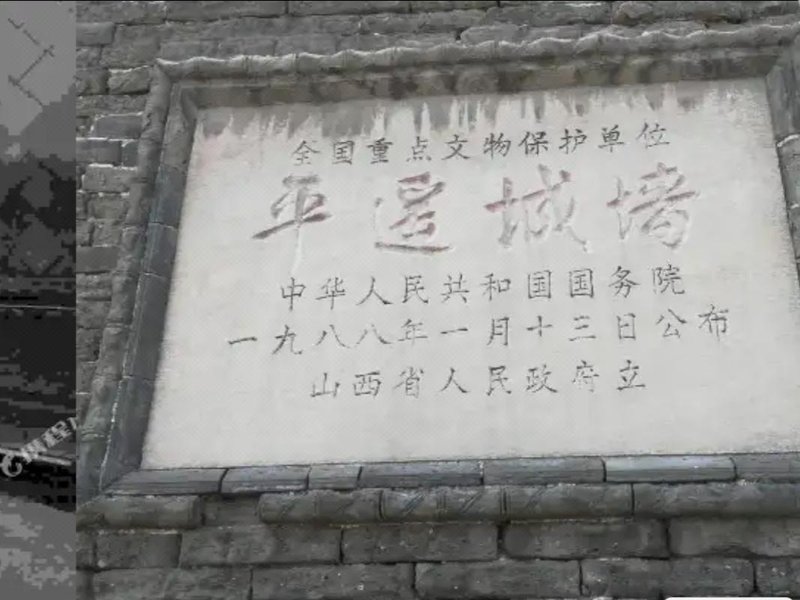 全国重点文物保护单位
平遥城墙
中华人民共和国国务院
一九八八年一月十三日公布
山西省人民政府立
携程